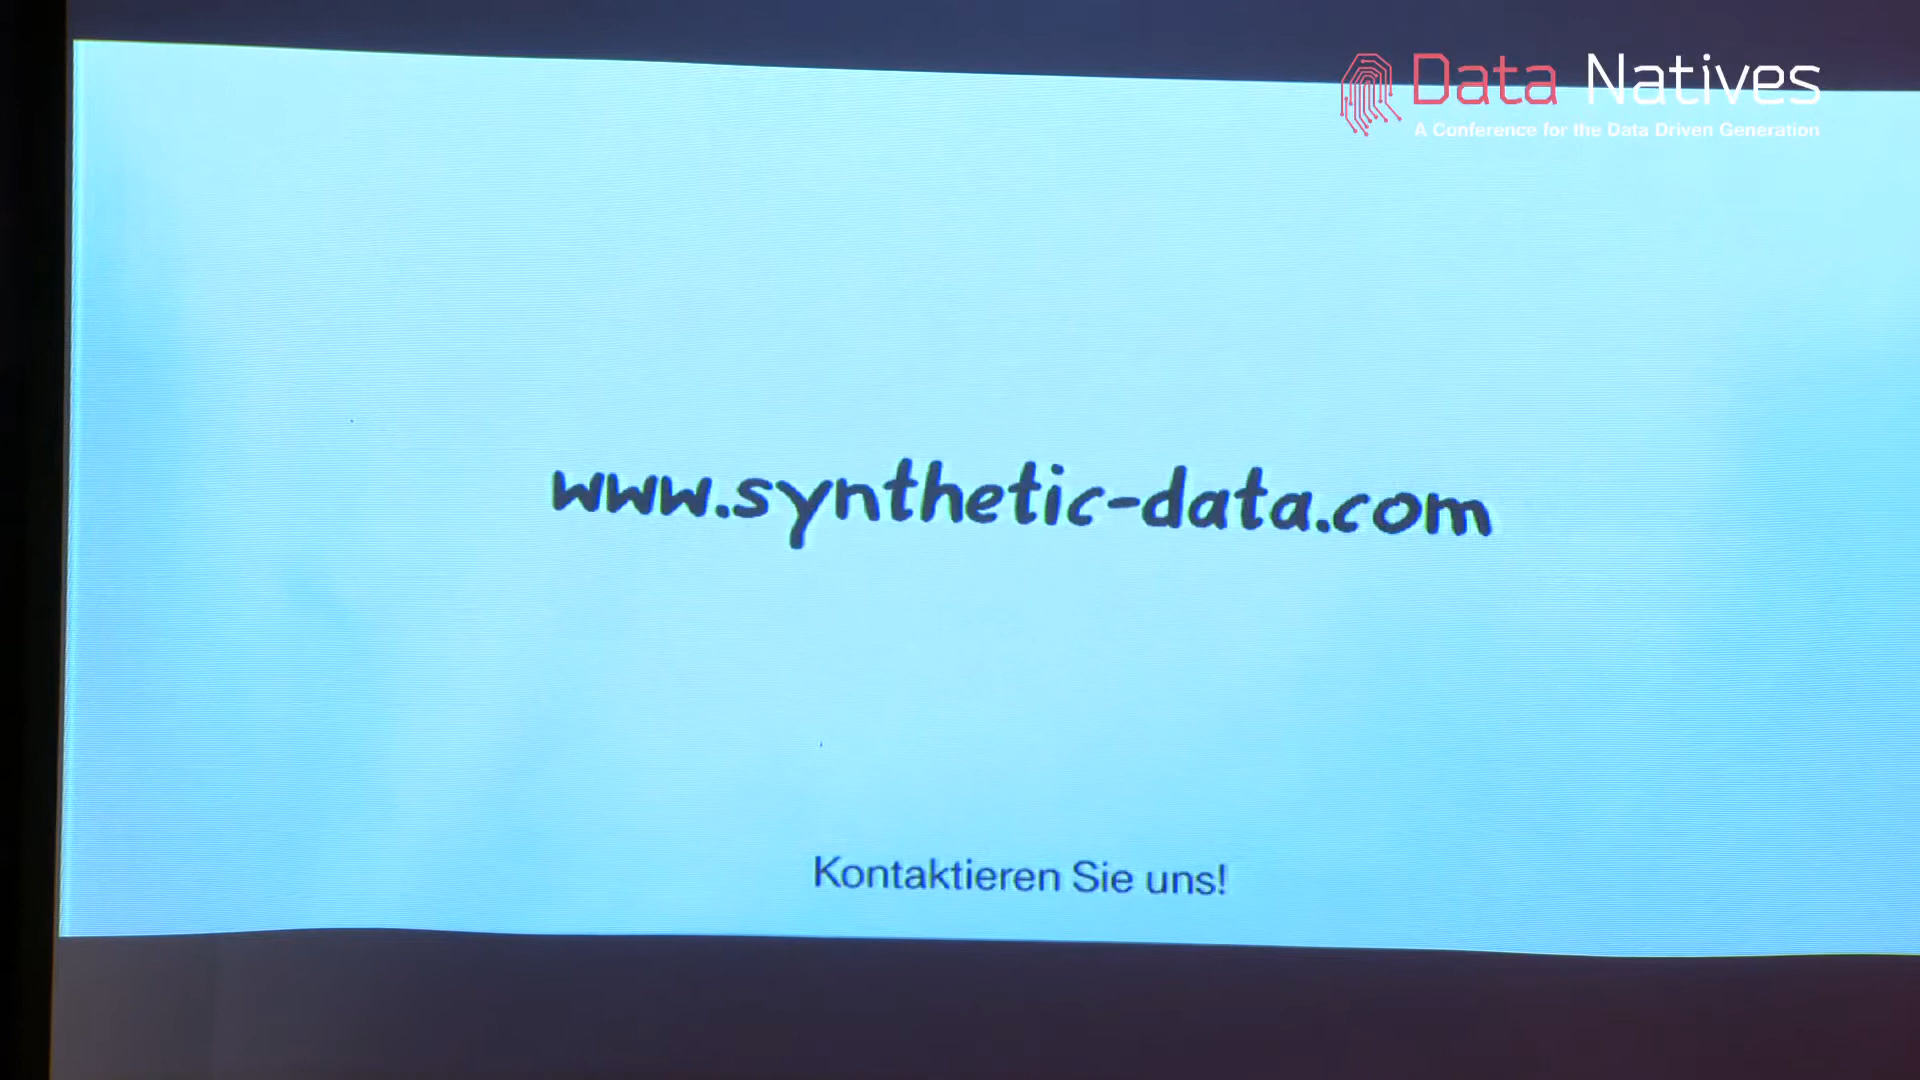 Data Natives
A Conference for the Data Driven Generation
www.synthetic-data.com
Kontaktieren Sie uns!